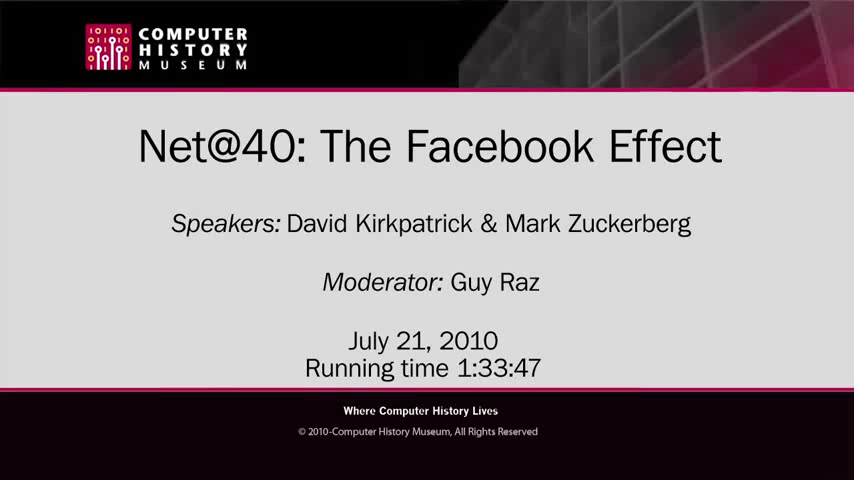 COMPUTER
HISTORY
MUSEUM
Net@40: The Facebook Effect
Speakers: David Kirkpatrick & Mark Zuckerberg
Moderator: Guy Raz
July 21, 2010
Running time 1:33:47
Where Computer History Lives
© 2010-Computer History Museum, All Rights Reserved